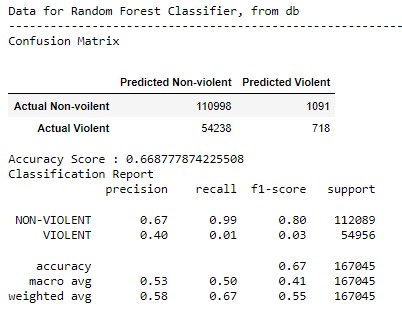 Data for Random Forest Classifier, from db
--------------------------------------------------
Confusion Matrix
Predicted Non-violent Predicted Violent
Actual Non-voilent 110998 1091
Actual Violent 54238 718
Accuracy Score : 0.668777874225508
Classification Report
precision recall f1-score support
NON-VIOLENT 0.67 0.99 0.80 112089
VIOLENT 0.40 0.01 0.03 54956
accuracy 0.67 167045
macro avg 0.53 0.50 0.41 167045
weighted avg 0.58 0.67 0.55 167045